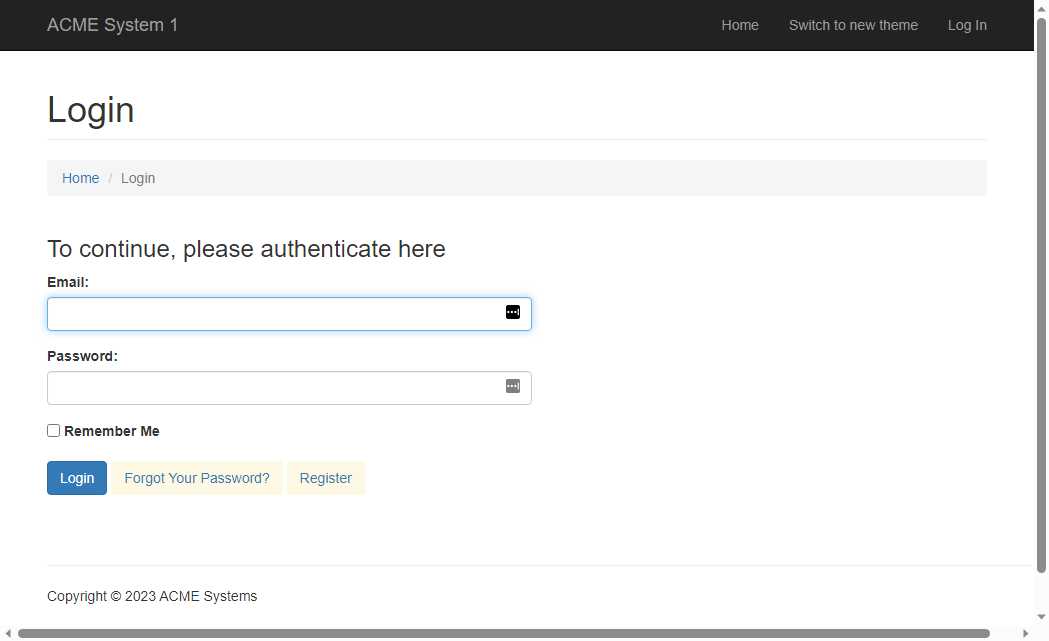 ACME System 1 Home Switch to new theme Log In
Login
Home / Login
To continue, please authenticate here
Email:
Password:
Remember Me
Login Forgot Your Password? Register
Copyright © 2023 ACME Systems